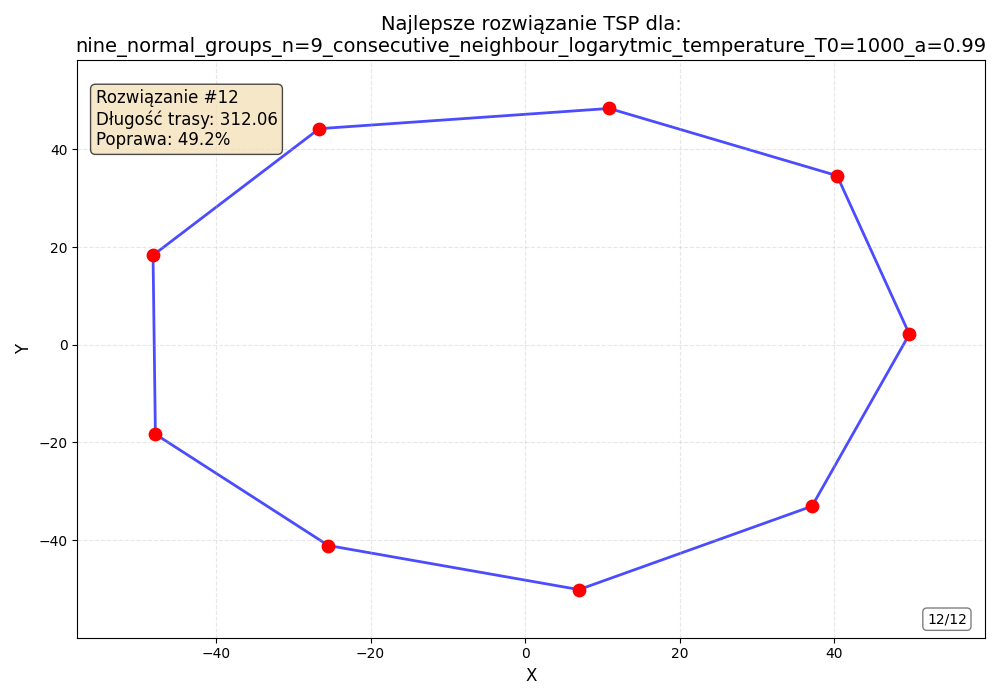 Najlepsze rozwiązanie TSP dla:
nine_normal_groups_n=9_consecutive_neighbour_logarytmic_temperature_T0=1000_a=0.99
Rozwiązanie #12
Długość trasy: 312.06
Poprawa: 49.2%
40
20
0
−20
−40
Y
12/12
−40
−20
0
20
40
X